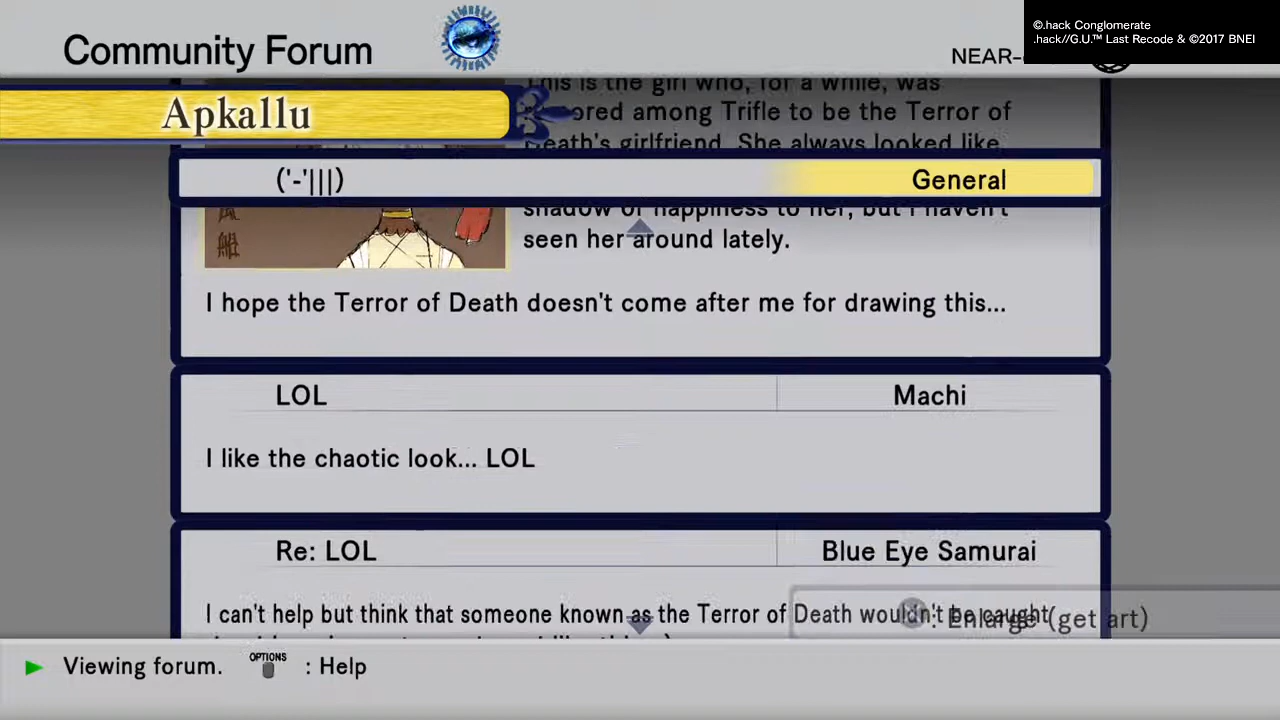 ©.hack Conglomerate
.hack//G.U.™ Last Recode & ©2017 BNEI
Community Forum
NEAR-
Apkallu
This is the girl who, for a while, was
ored among Trifle to be the Terror of
eath's girlfriend. She always looked like
('-'|||)
General
shadow of happiness to her, but I haven't
seen her around lately.
I hope the Terror of Death doesn't come after me for drawing this...
LOL
Machi
I like the chaotic look... LOL
Re: LOL
Blue Eye Samurai
I can't help but think that someone known as the Terror of Death wouldn't be caught
: Enlarge (get art)
Viewing forum.
OPTIONS
: Help